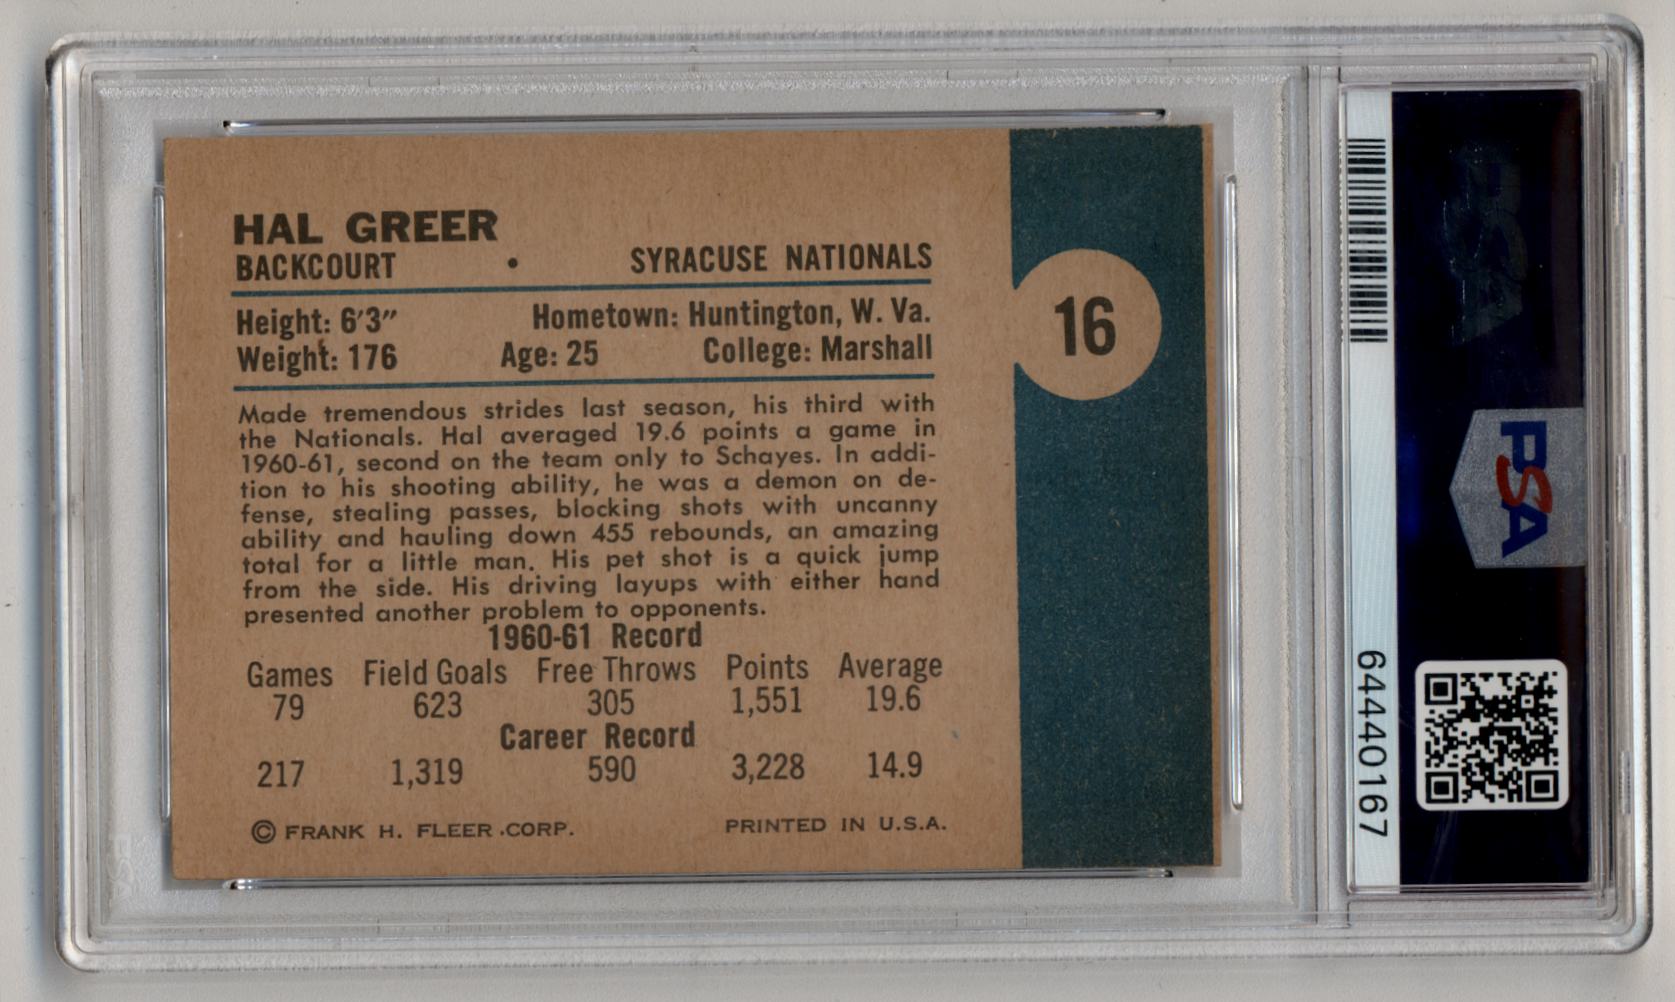 HAL GREER
BACKCOURT • SYRACUSE NATIONALS
Height: 6'3" Hometown: Huntington, W. Va.
Weight: 176 Age: 25 College: Marshall
16
Made tremendous strides last season, his third with
the Nationals. Hal averaged 19.6 points a game in
1960-61, second on the team only to Schayes. In addi-
tion to his shooting ability, he was a demon on de-
fense, stealing passes, blocking shots with uncanny
ability and hauling down 455 rebounds, an amazing
total for a little man. His pet shot is a quick jump
from the side. His driving layups with either hand
presented another problem to opponents.
1960-61 Record
Games Field Goals Free Throws Points Average
79 623 305 1,551 19.6
Career Record
217 1,319 590 3,228 14.9
© FRANK H. FLEER CORP. PRINTED IN U.S.A.
PSA
64440167
PSA
PSA